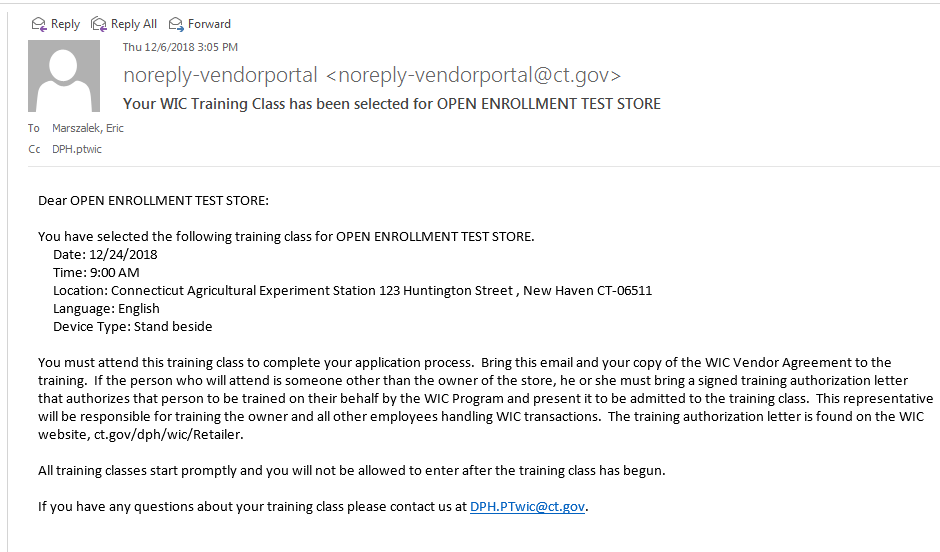 Reply Reply All Forward
Thu 12/6/2018 3:05 PM
noreply-vendorportal <noreply-vendorportal@ct.gov>
Your WIC Training Class has been selected for OPEN ENROLLMENT TEST STORE
To Marszalek, Eric
Cc DPH.ptwic
Dear OPEN ENROLLMENT TEST STORE:
You have selected the following training class for OPEN ENROLLMENT TEST STORE.
Date: 12/24/2018
Time: 9:00 AM
Location: Connecticut Agricultural Experiment Station 123 Huntington Street , New Haven CT-06511
Language: English
Device Type: Stand beside
You must attend this training class to complete your application process.  Bring this email and your copy of the WIC Vendor Agreement to the
training.  If the person who will attend is someone other than the owner of the store, he or she must bring a signed training authorization letter
that authorizes that person to be trained on their behalf by the WIC Program and present it to be admitted to the training class.  This representative
will be responsible for training the owner and all other employees handling WIC transactions.  The training authorization letter is found on the WIC
website, ct.gov/dph/wic/Retailer.
All training classes start promptly and you will not be allowed to enter after the training class has begun.
If you have any questions about your training class please contact us at DPH.PTwic@ct.gov.